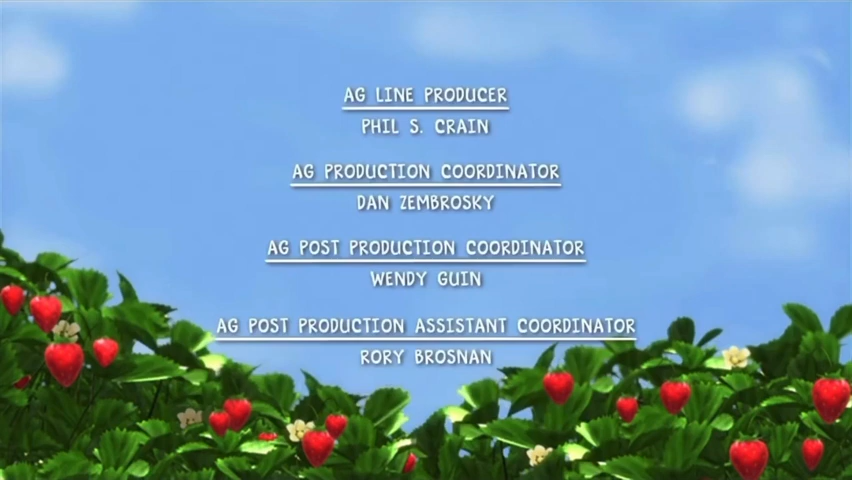 AG LINE PRODUCER
PHIL S. CRAIN
AG PRODUCTION COORDINATOR
DAN ZEMBROSKY
AG POST PRODUCTION COORDINATOR
WENDY GUIN
AG POST PRODUCTION ASSISTANT COORDINATOR
RORY BROSNAN